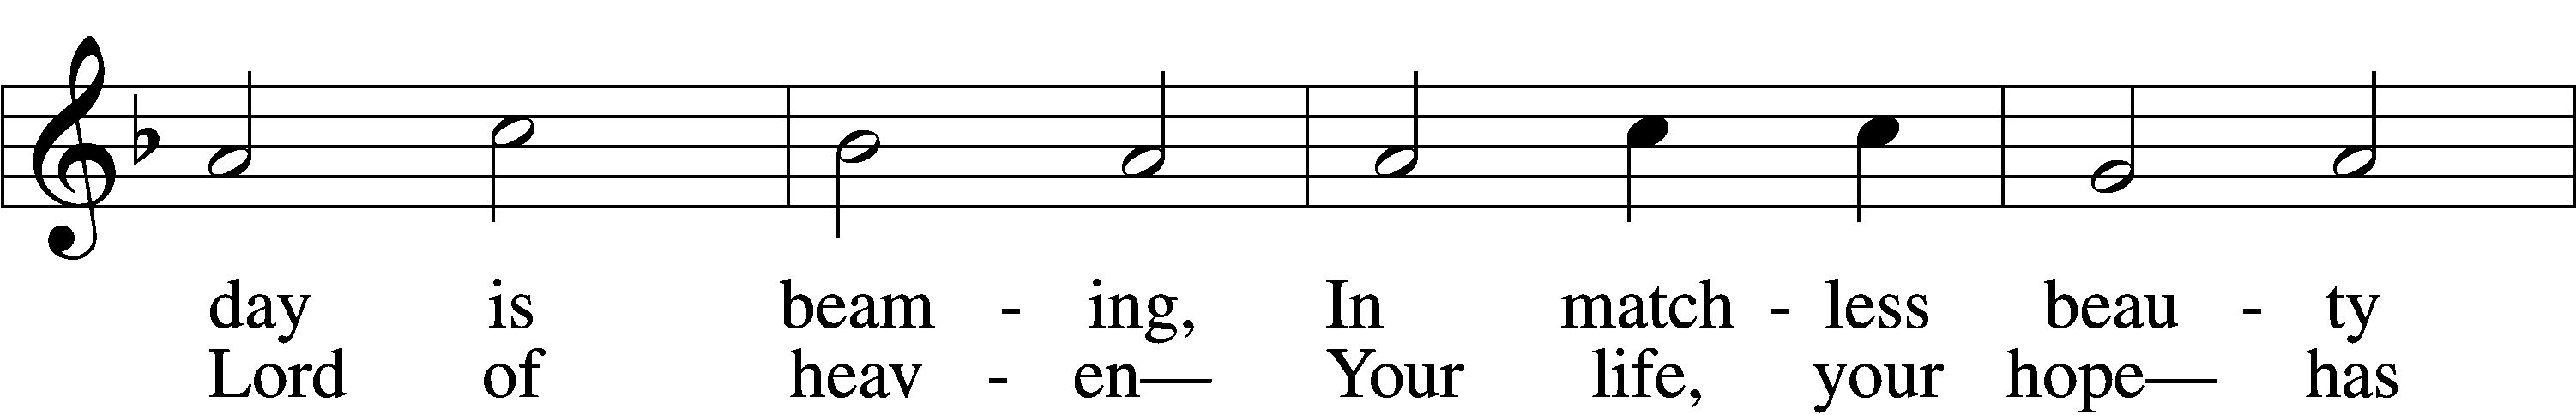 day is beam - ing, In match - less beau - ty
Lord of heav - en— Your life, your hope— has